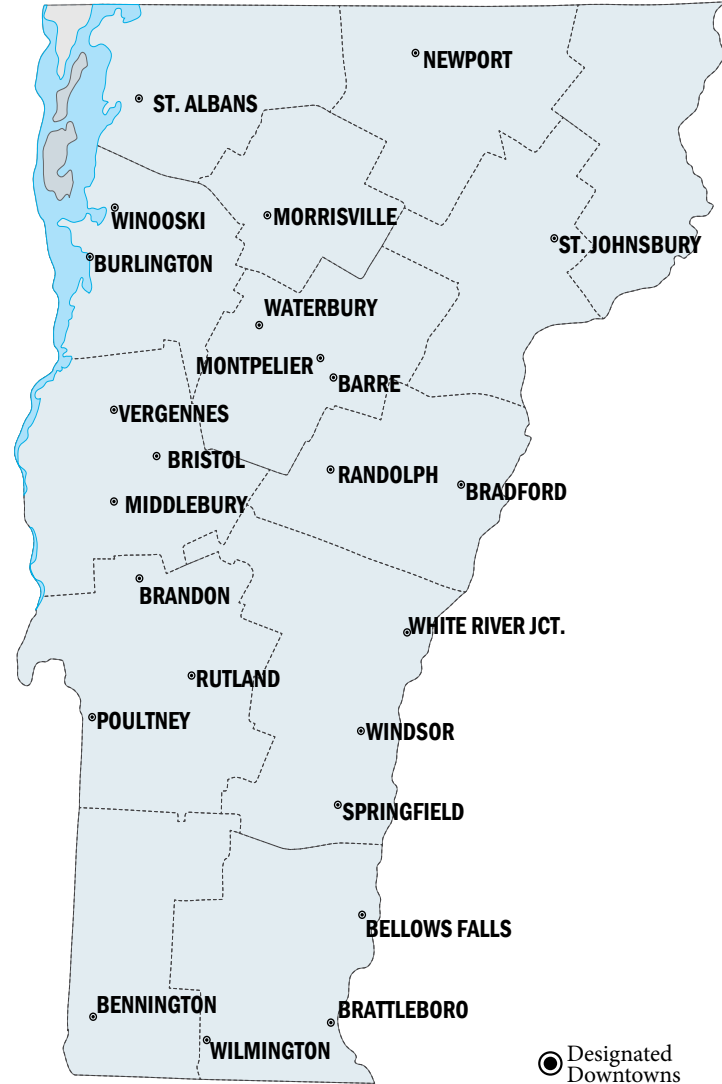 NEWPORT
ST. ALBANS
WINOOSKI
MORRISVILLE
ST. JOHNSBURY
BURLINGTON
WATERBURY
MONTPELIER
BARRE
VERGENNES
BRISTOL
RANDOLPH
BRADFORD
MIDDLEBURY
BRANDON
WHITE RIVER JCT.
RUTLAND
POULTNEY
WINDSOR
SPRINGFIELD
BELLOWS FALLS
BENNINGTON
BRATTLEBORO
WILMINGTON
Designated
Downtowns